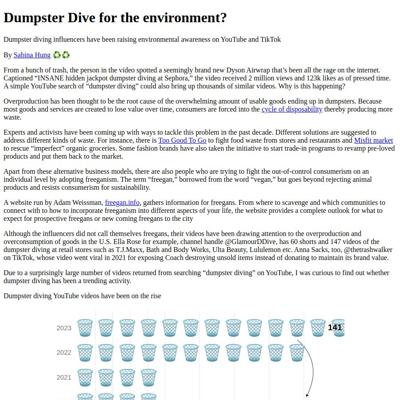 Dumpster Dive for the environment?
Dumpster diving influencers have been raising environmental awareness on YouTube and TikTok
By Sabina Hung ♻️♻️
From a bunch of trash, the person in the video spotted a seemingly brand new Dyson Airwrap that's been all the rage on the internet.
Captioned "INSANE hidden jackpot dumpster diving at Sephora," the video received 2 million views and 123k likes as of pressed time.
A simple YouTube search of "dumpster diving" could also bring up thousands of similar videos. Why is this happening?
Overproduction has been thought to be the root cause of the overwhelming amount of usable goods ending up in dumpsters. Because
most goods and services are created to lose value over time, consumers are forced into the cycle of disposability thereby producing more
waste.
Experts and activists have been coming up with ways to tackle this problem in the past decade. Different solutions are suggested to
address different kinds of waste. For instance, there is Too Good To Go to fight food waste from stores and restaurants and Misfit market
to rescue "imperfect" organic groceries. Some fashion brands have also taken the initiative to start trade-in programs to revamp pre-loved
products and put them back to the market.
Apart from these alternative business models, there are also people who are trying to fight the out-of-control consumerism on an
individual level by adopting freeganism. The term "freegan," borrowed from the word "vegan," but goes beyond rejecting animal
products and resists consumerism for sustainability.
A website run by Adam Weissman, freegan.info, gathers information for freegans. From where to scavenge and which communities to
connect with to how to incorporate freeganism into different aspects of your life, the website provides a complete outlook for what to
expect for prospective freegans or new coming freegans to the city
Although the influencers did not call themselves freegans, their videos have been drawing attention to the overproduction and
overconsumption of goods in the U.S. Ella Rose for example, channel handle @GlamourDDive, has 60 shorts and 147 videos of the
dumpster diving at retail stores such as T.J.Maxx, Bath and Body Works, Ulta Beauty, Lululemon etc. Anna Sacks, too, @thetrashwalker
on TikTok, whose video went viral in 2021 for exposing Coach destroying unsold items instead of donating to maintain its brand value.
Due to a surprisingly large number of videos returned from searching "dumpster diving" on YouTube, I was curious to find out whether
dumpster diving has been a trending activity.
Dumpster diving YouTube videos have been on the rise
2023
141
2022
2021